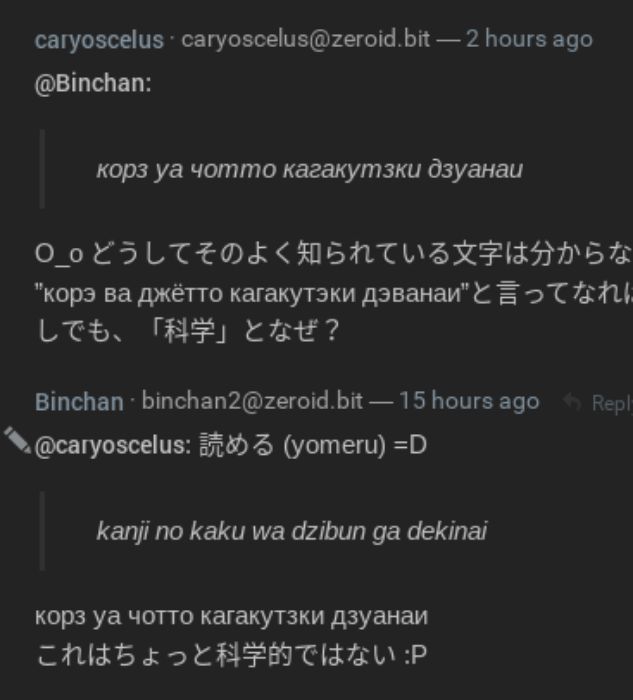 caryoscelus · caryoscelus@zeroid.bit — 2 hours ago
@Binchan:
корз уа чотто кагакутзки дзуанаи
O_o どうしてそのよく知られている文字は分からな
"корэ ва джётто кагакутэки дэванаи"と言ってなれ
しでも、「科学」となぜ？
Binchan · binchan2@zeroid.bit — 15 hours ago Reply
@caryoscelus: 読める (yomeru) =D
kanji no kaku wa dzibun ga dekinai
корз уа чотто кагакутзки дзуанаи
これはちょっと科学的ではない :P